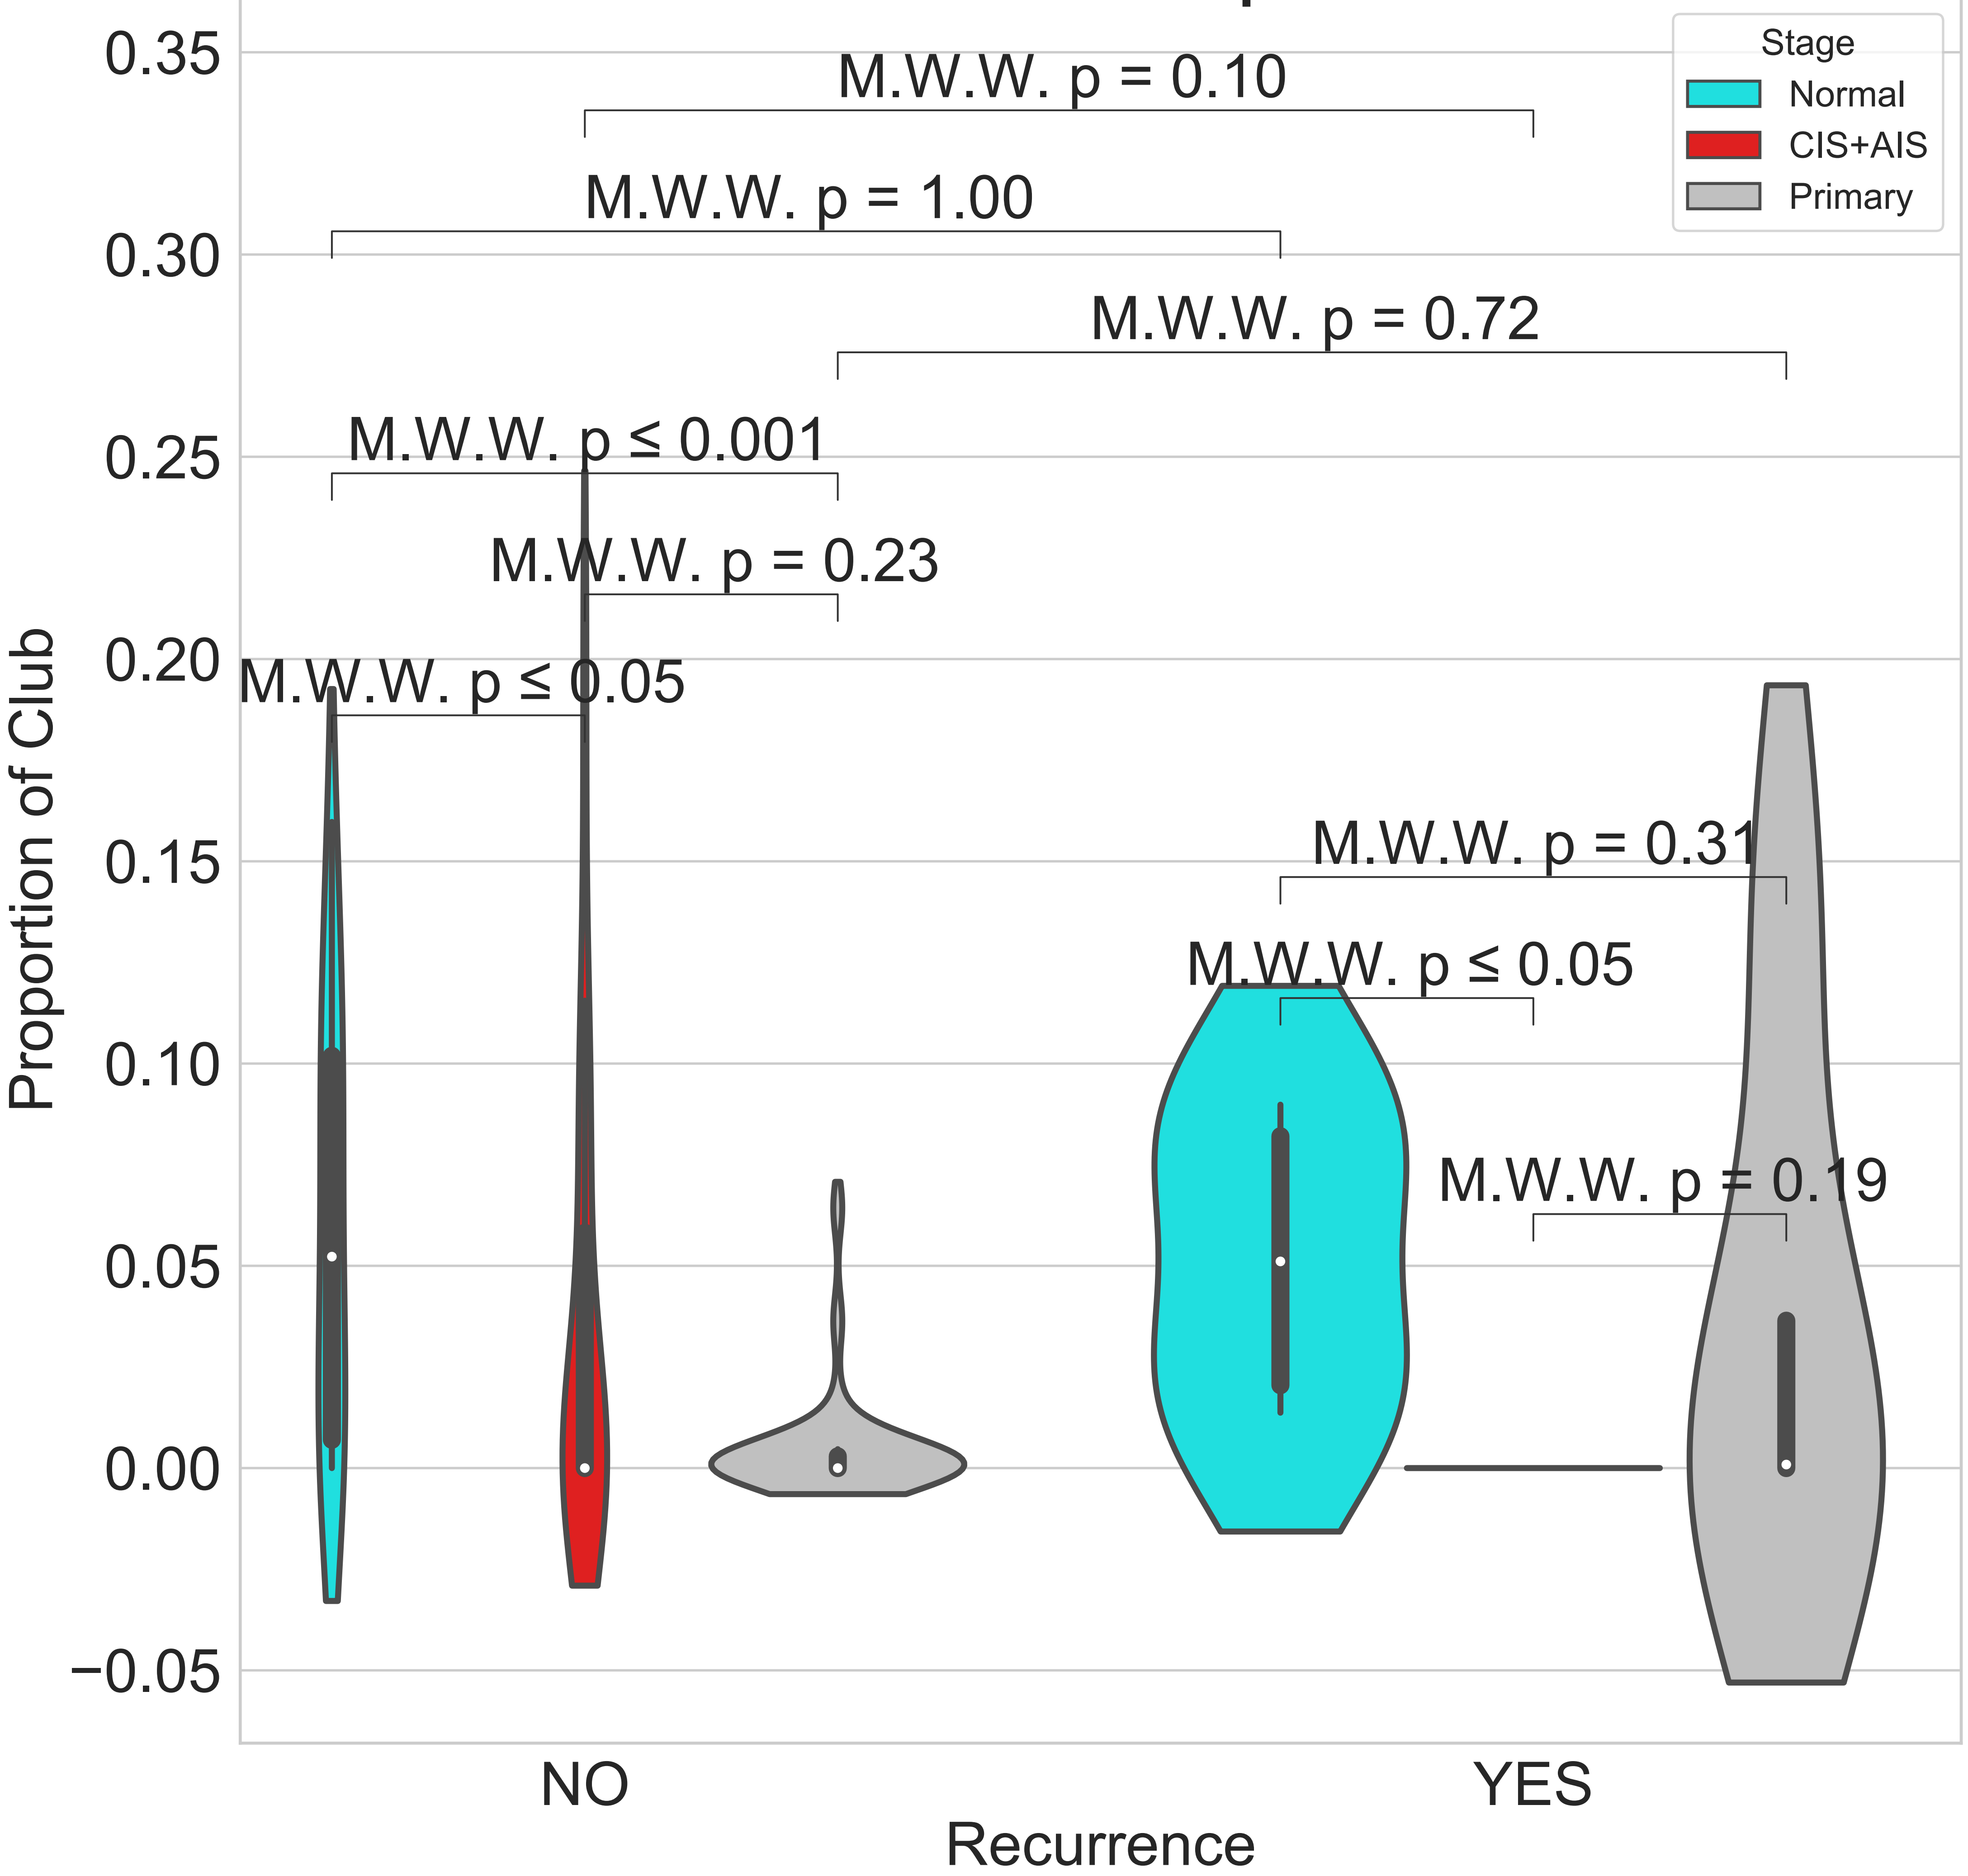 Stage
Normal
CIS+AIS
Primary
M.W.W. p = 0.10
M.W.W. p = 1.00
M.W.W. p = 0.72
M.W.W. p ≤ 0.001
M.W.W. p = 0.23
M.W.W. p ≤ 0.05
M.W.W. p = 0.31
M.W.W. p ≤ 0.05
M.W.W. p = 0.19
0.35
0.30
0.25
0.20
0.15
0.10
0.05
0.00
−0.05
Proportion of Club
NO
YES
Recurrence